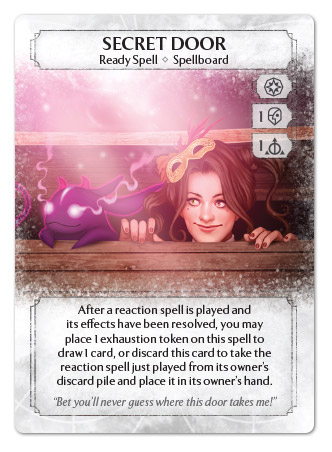 SECRET DOOR
Ready Spell ◇ Spellboard
1
1
After a reaction spell is played and
its effects have been resolved, you may
place 1 exhaustion token on this spell to
draw 1 card, or discard this card to take the
reaction spell just played from its owner's
discard pile and place it in its owner's hand.
"Bet you'll never guess where this door takes me!"